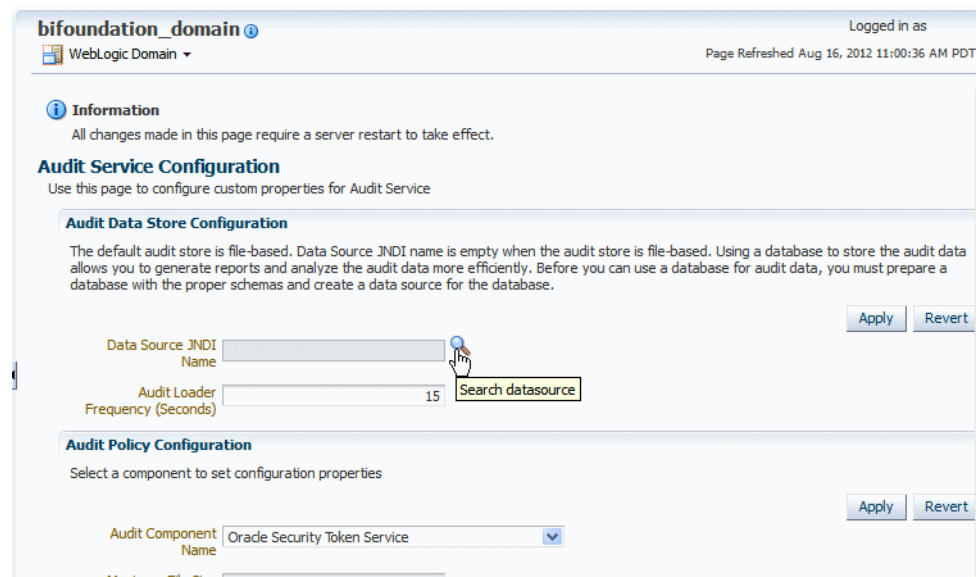 bifoundation_domain
Logged in as
WebLogic Domain
Page Refreshed Aug 16, 2012 11:00:36 AM PDT
Information
All changes made in this page require a server restart to take effect.
Audit Service Configuration
Use this page to configure custom properties for Audit Service
Audit Data Store Configuration
The default audit store is file-based. Data Source JNDI name is empty when the audit store is file-based. Using a database to store the audit data
allows you to generate reports and analyze the audit data more efficiently. Before you can use a database for audit data, you must prepare a
database with the proper schemas and create a data source for the database.
Apply Revert
Data Source JNDI
Name
Search datasource
Audit Loader
Frequency (Seconds) 15
Audit Policy Configuration
Select a component to set configuration properties
Apply Revert
Audit Component
Name Oracle Security Token Service